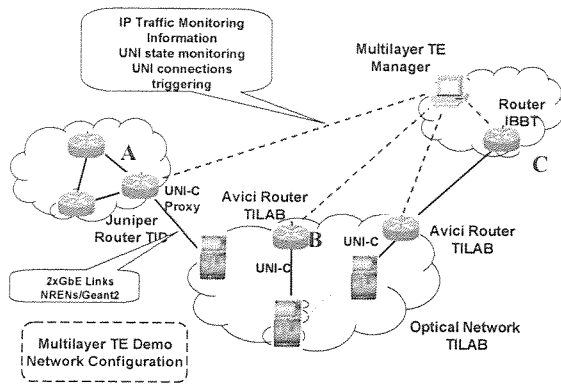 IP Traffic Monitoring
Information
UNI state monitoring
UNI connections
triggering
Multilayer TE
Manager
Router
IBBT
A
C
UNI-C
Proxy
Avici Router
TILAB
Juniper
Router TID
B
UNI-C
UNI-C
Avici Router
TILAB
2xGbE Links
NRENs/Geant2
Optical Network
TILAB
Multilayer TE Demo
Network Configuration